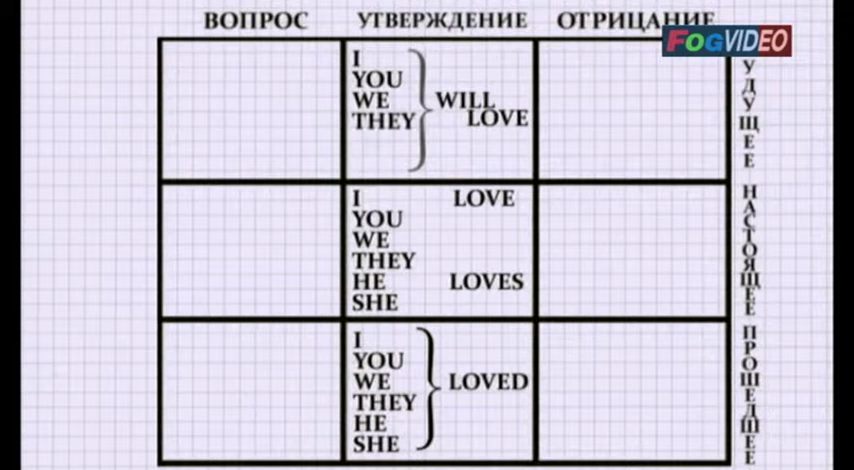 ВОПРОС УТВЕРЖДЕНИЕ ОТРИЦАНИЕ
FOGVIDEO
I
YOU
WE WILL
THEY LOVE
УДУЩЕЕ
I LOVE
YOU
WE
THEY
HE LOVES
SHE
НАСТОЯЩЕЕ
I
YOU
WE LOVED
THEY
HE
SHE
ПРОШЕДШЕЕ